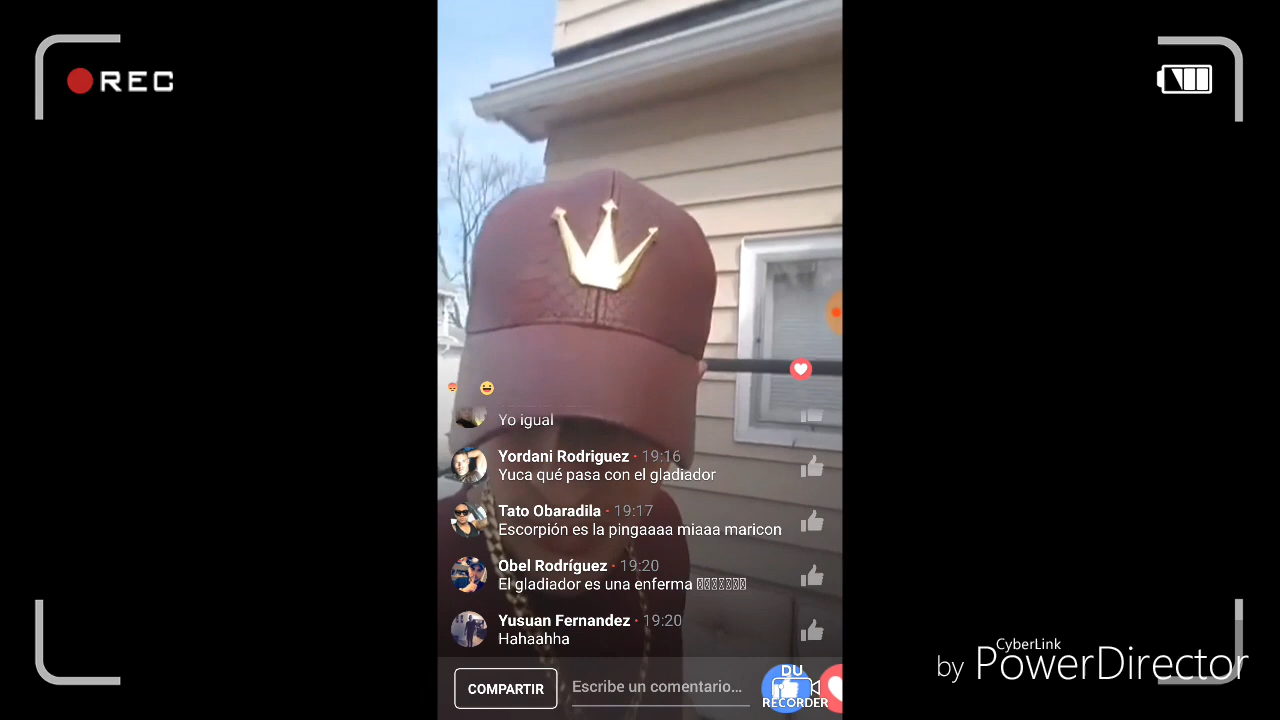 REC
Yo igual
Yordani Rodriguez · 19:16
Yuca qué pasa con el gladiador
Tato Obaradila · 19:17
Escorpión es la pingaaaa miaaa maricon
Obel Rodríguez · 19:20
El gladiador es una enferma
Yusuan Fernandez · 19:20
Hahaahha
COMPARTIR
Escribe un comentario...
DU
RECORDER
CyberLink
by PowerDirector